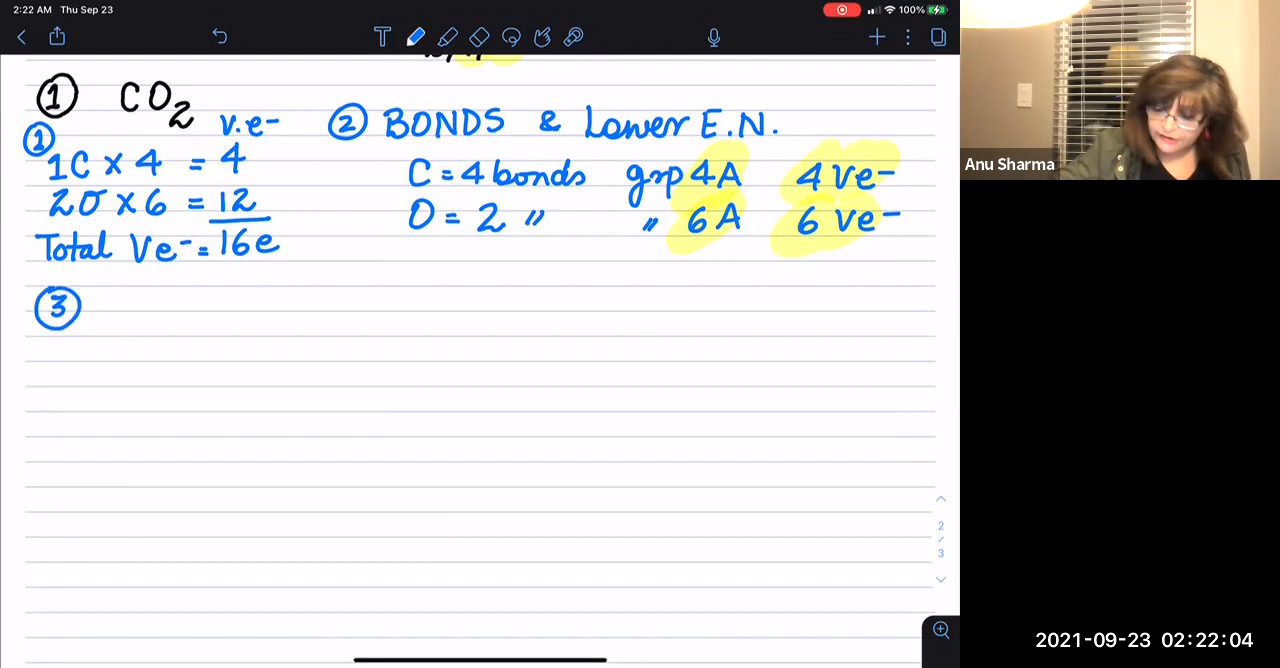 2:22 AM Thu Sep 23
100%
T
① CO₂
① v.e-
1C × 4 = 4
2O × 6 = 12
Total Ve- = 16e
② BONDS & Lower E.N.
C = 4 bonds grp 4A 4 Ve-
O = 2 " " 6A 6 Ve-
③
2
3
Anu Sharma
2021-09-23 02:22:04